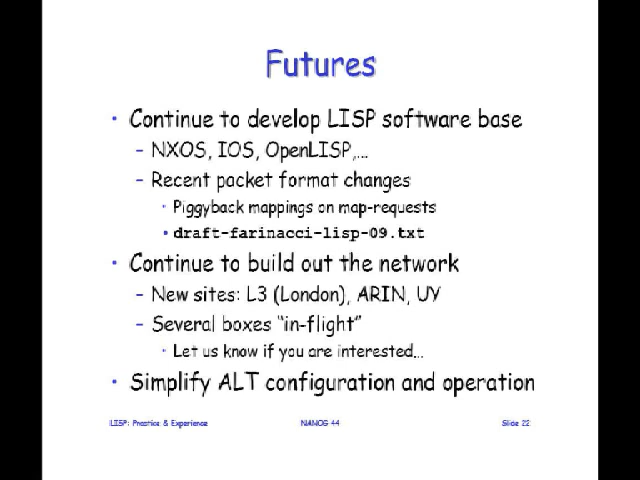 Futures
• Continue to develop LISP software base
– NXOS, IOS, OpenLISP,...
– Recent packet format changes
• Piggyback mappings on map-requests
• draft-farinacci-lisp-09.txt
• Continue to build out the network
– New sites: L3 (London), ARIN, UY
– Several boxes "in-flight"
• Let us know if you are interested...
• Simplify ALT configuration and operation
LISP: Practice & Experience NANOG 44 Slide 22